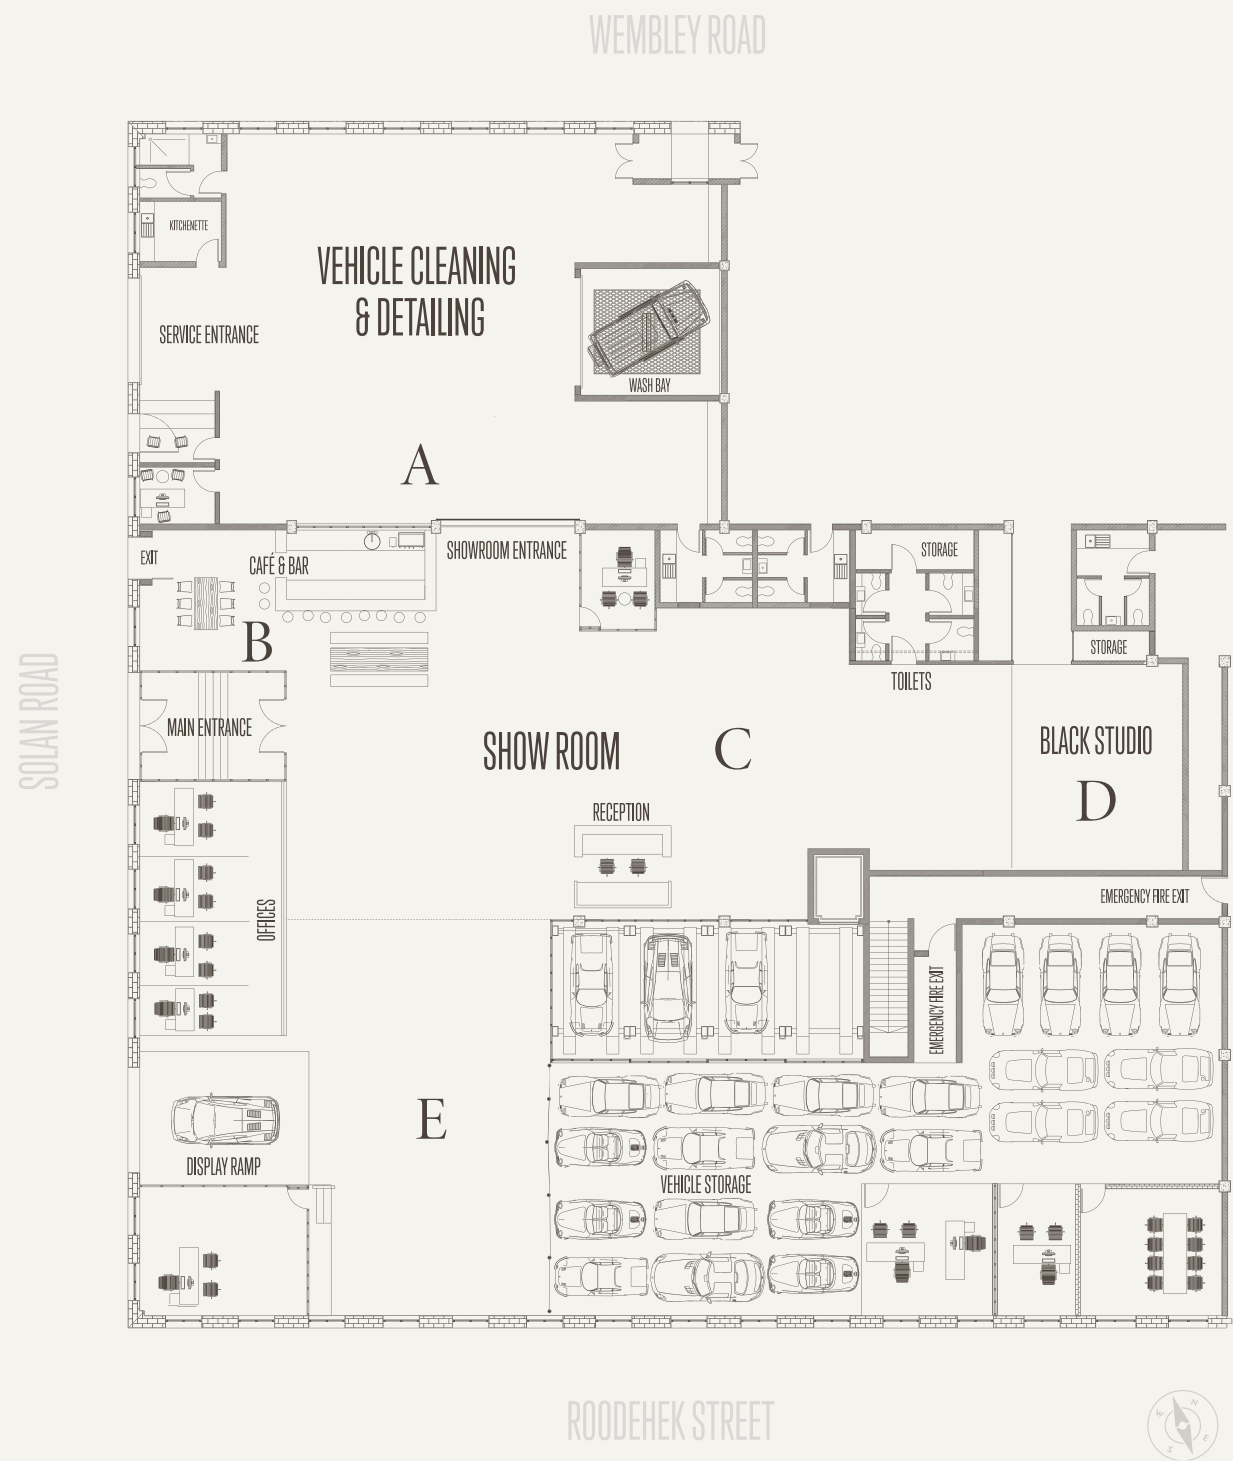 WEMBLEY ROAD
KITCHENETTE
VEHICLE CLEANING
& DETAILING
SERVICE ENTRANCE
WASH BAY
A
EXIT
CAFÉ & BAR
SHOWROOM ENTRANCE
STORAGE
B
STORAGE
TOILETS
SOLAN ROAD
MAIN ENTRANCE
SHOW ROOM
C
BLACK STUDIO
D
RECEPTION
OFFICES
EMERGENCY FIRE EXIT
EMERGENCY FIRE EXIT
E
DISPLAY RAMP
VEHICLE STORAGE
ROODEHEK STREET
N
W
E
S